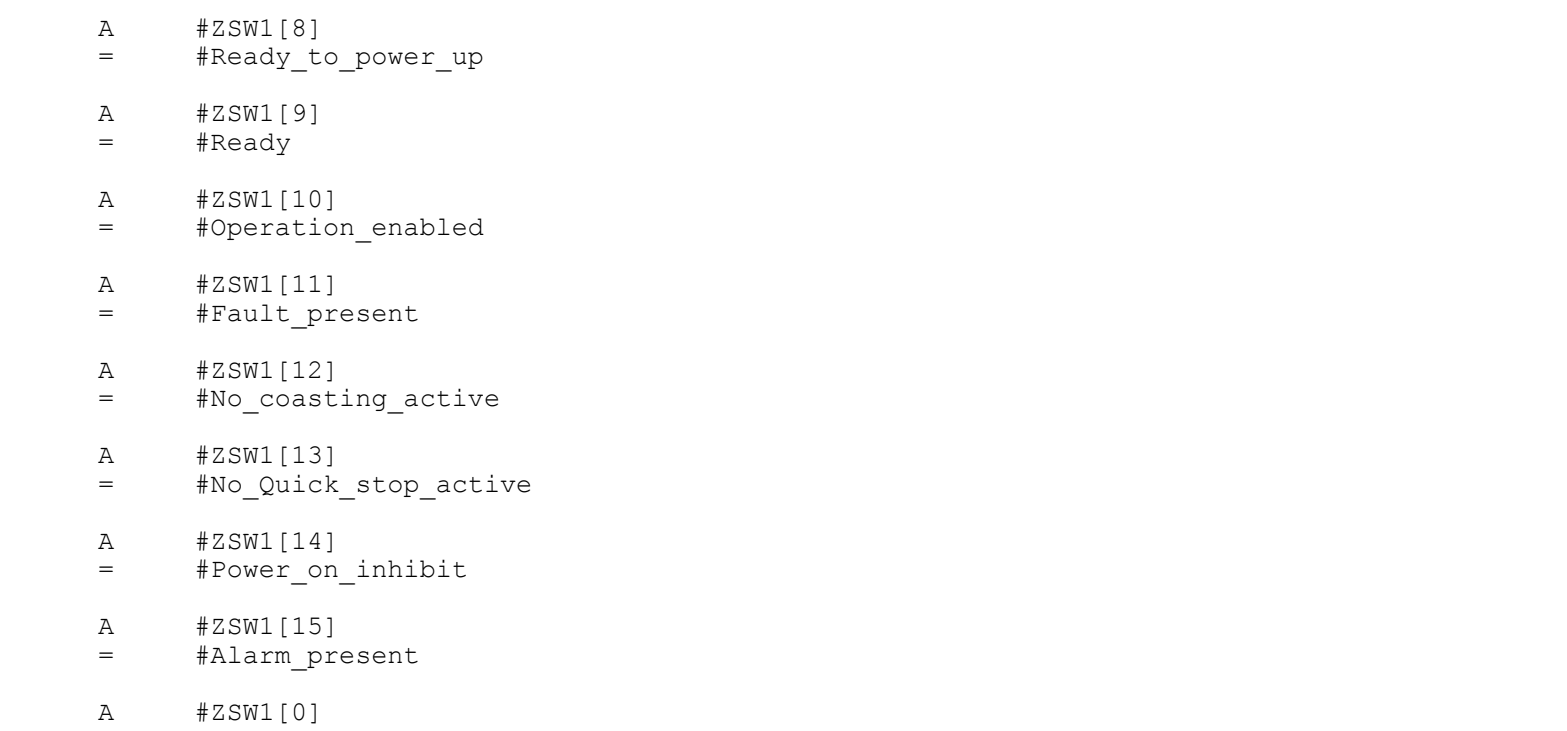 A #ZSW1[8]
= #Ready_to_power_up
A #ZSW1[9]
= #Ready
A #ZSW1[10]
= #Operation_enabled
A #ZSW1[11]
= #Fault_present
A #ZSW1[12]
= #No_coasting_active
A #ZSW1[13]
= #No_Quick_stop_active
A #ZSW1[14]
= #Power_on_inhibit
A #ZSW1[15]
= #Alarm_present
A #ZSW1[0]